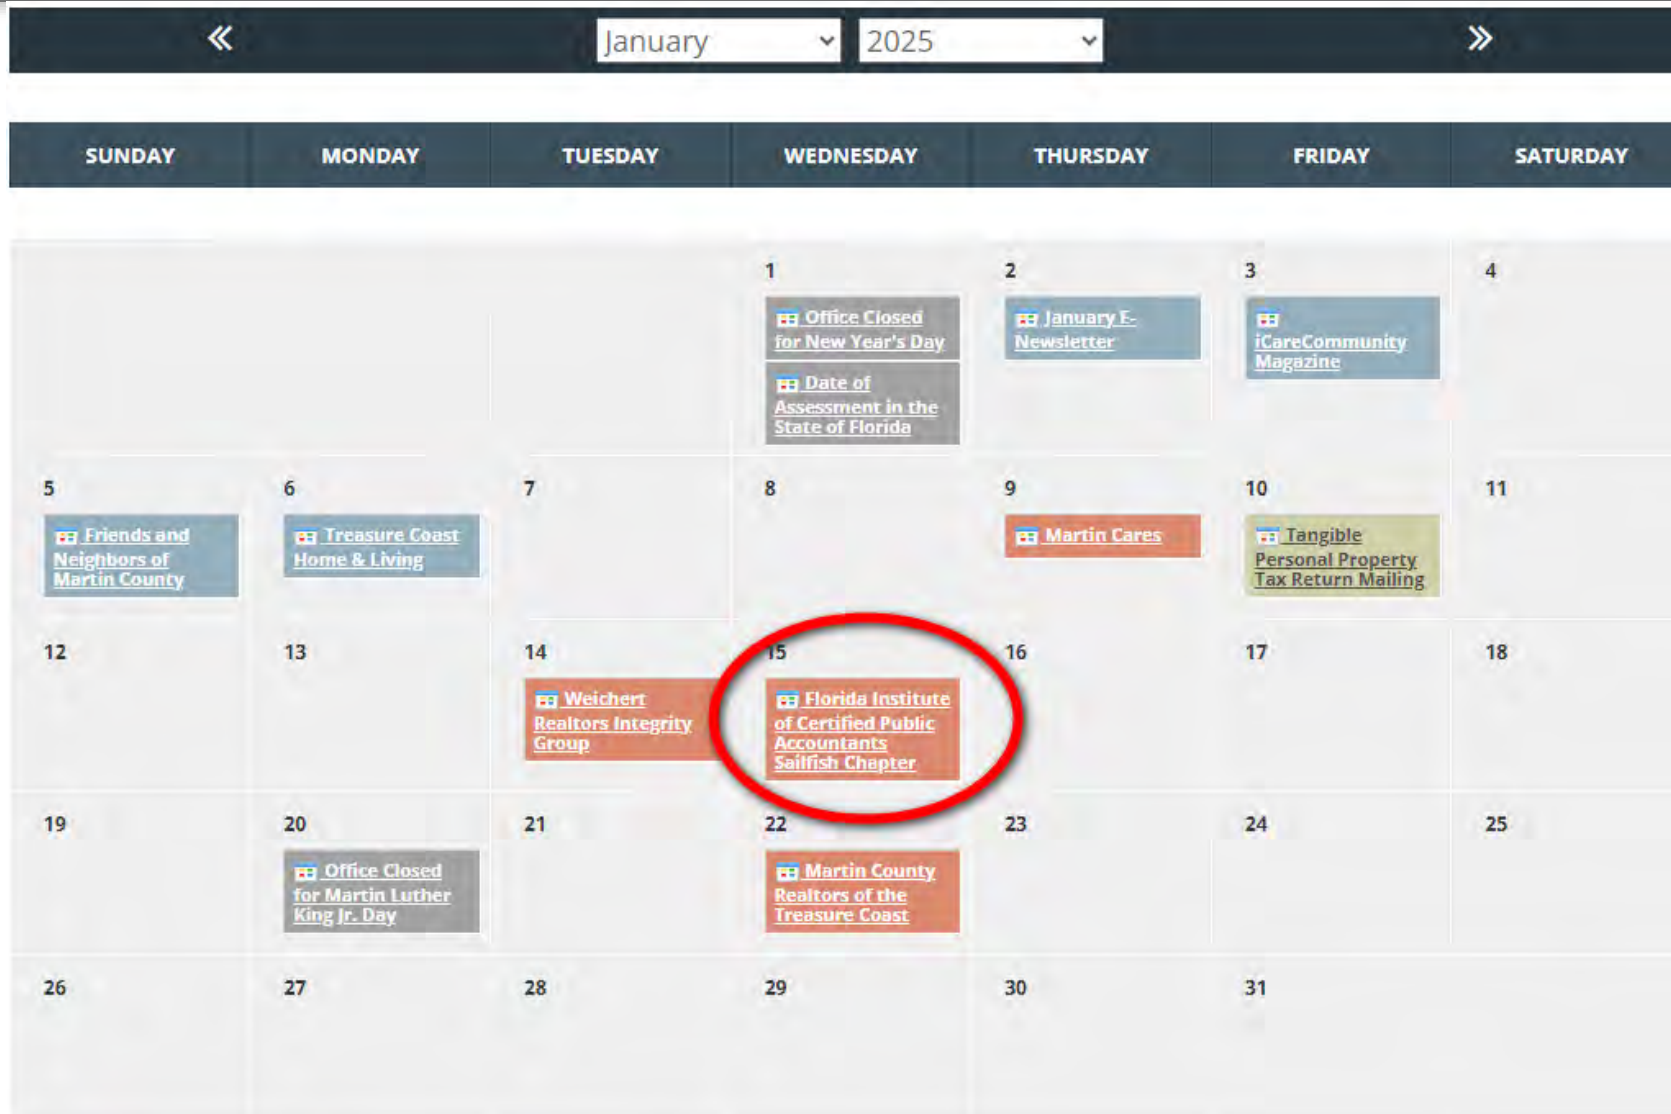 January 2025
SUNDAY MONDAY TUESDAY WEDNESDAY THURSDAY FRIDAY SATURDAY
1 2 3 4
Office Closed
for New Year's Day
Date of
Assessment in the
State of Florida
January E-
Newsletter
iCareCommunity
Magazine
5 6 7 8 9 10 11
Friends and
Neighbors of
Martin County
Treasure Coast
Home & Living
Martin Cares
Tangible
Personal Property
Tax Return Mailing
12 13 14 15 16 17 18
Weichert
Realtors Integrity
Group
Florida Institute
of Certified Public
Accountants
Sailfish Chapter
19 20 21 22 23 24 25
Office Closed
for Martin Luther
King Jr. Day
Martin County
Realtors of the
Treasure Coast
26 27 28 29 30 31